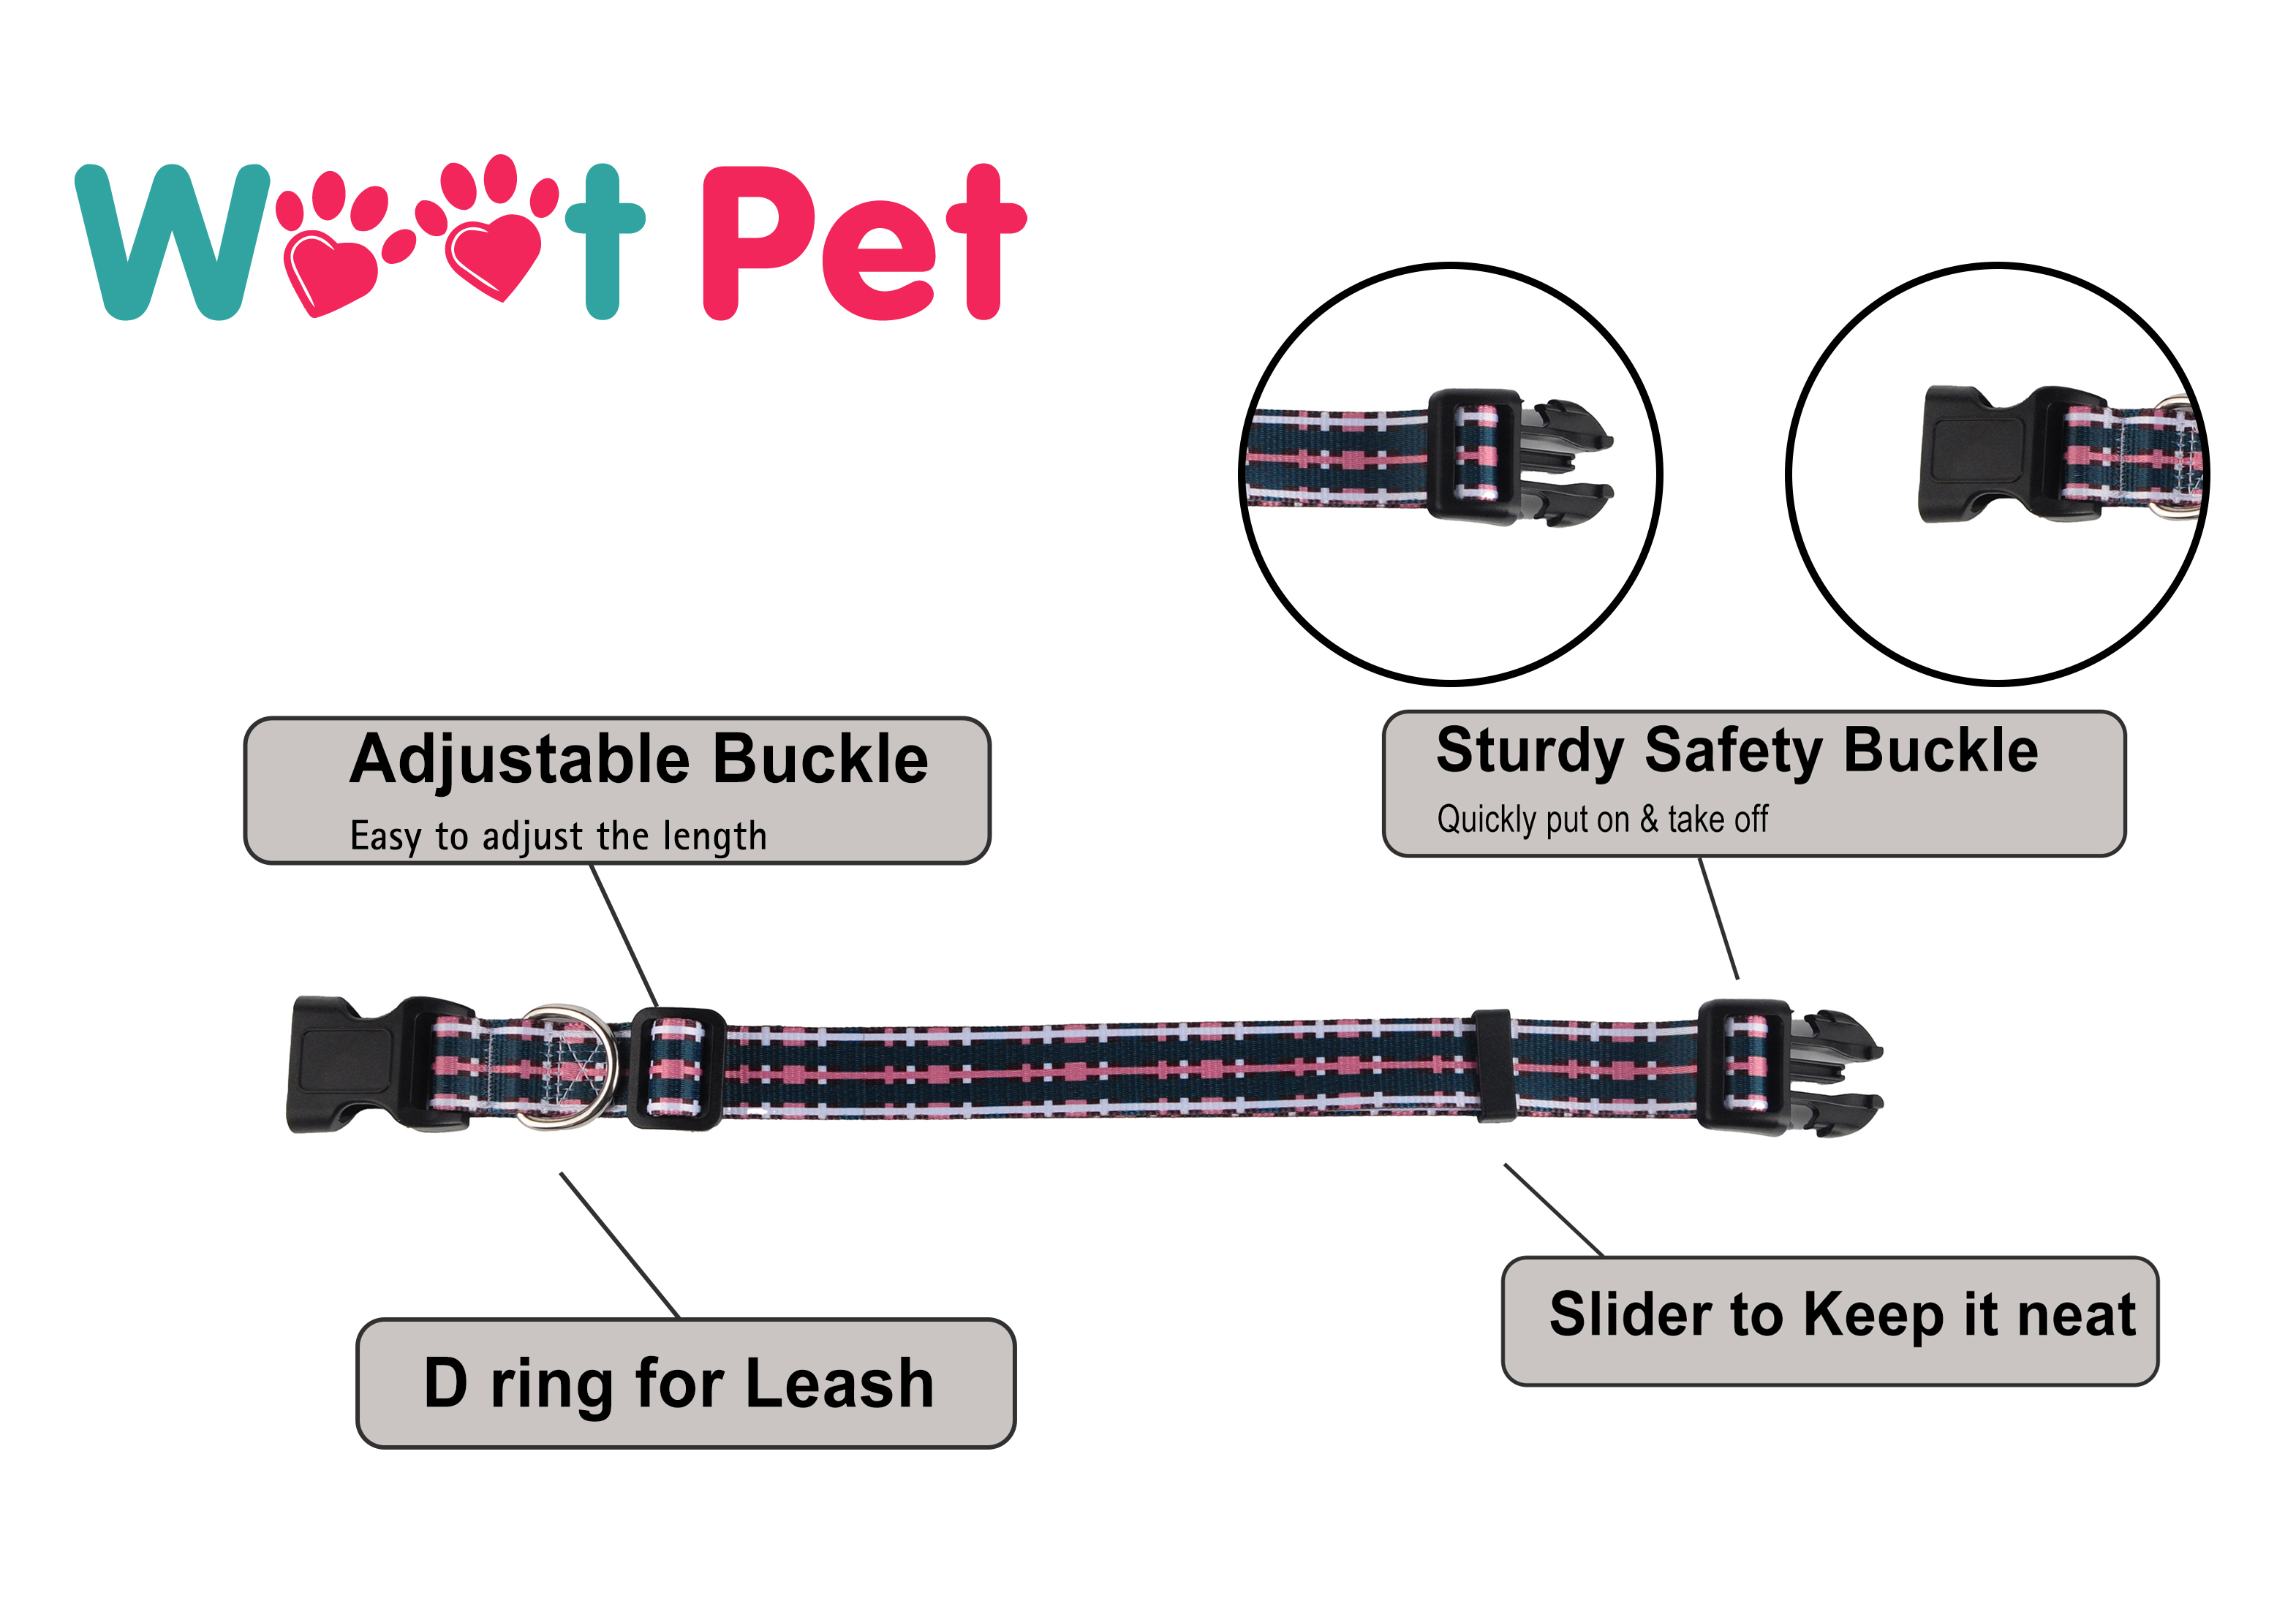 Woot Pet
Adjustable Buckle
Easy to adjust the length
Sturdy Safety Buckle
Quickly put on & take off
D ring for Leash
Slider to Keep it neat